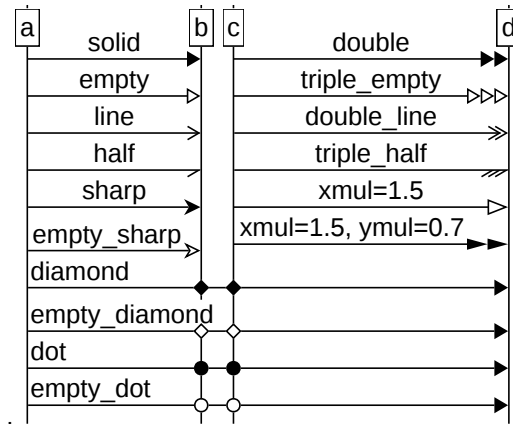 a b c d
solid double
empty triple_empty
line double_line
half triple_half
sharp xmul=1.5
empty_sharp xmul=1.5, ymul=0.7
diamond
empty_diamond
dot
empty_dot
.